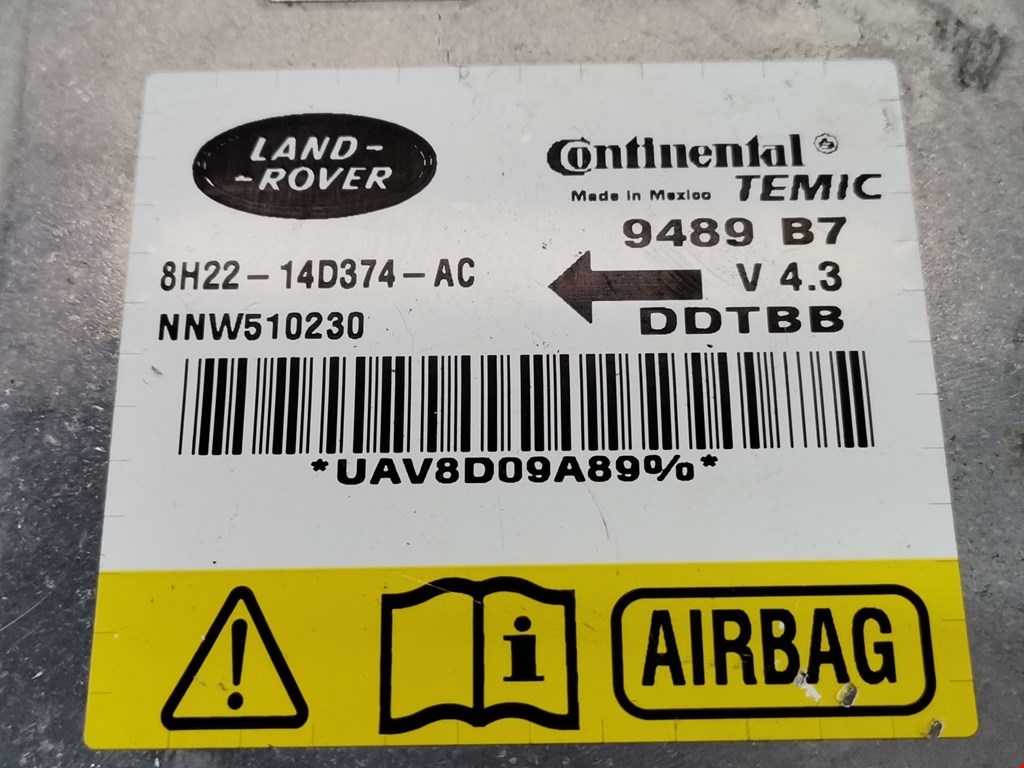 LAND-
-ROVER
Continental
Made in Mexico TEMIC
9489 B7
8H22-14D374-AC
V 4.3
NNW510230
DDTBB
*UAV8D09A89%*
i
AIRBAG